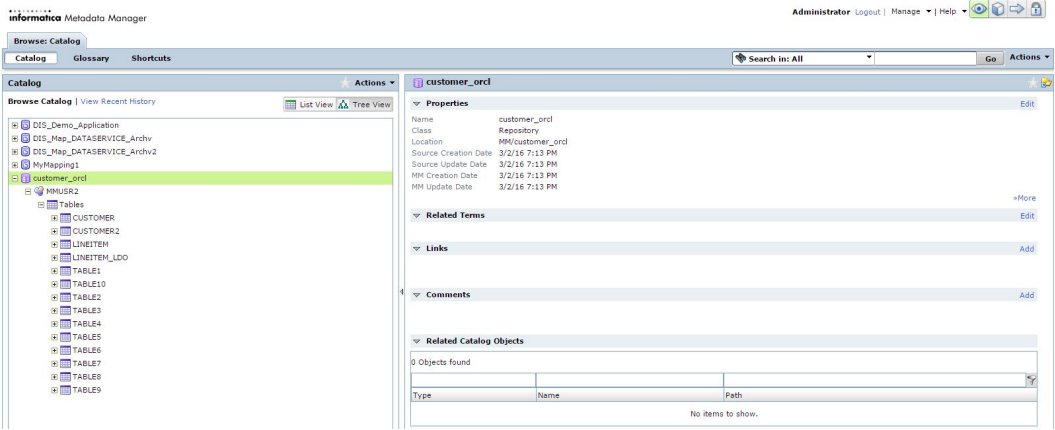 informatica Metadata Manager
Administrator Logout | Manage | Help
Browse: Catalog
Catalog Glossary Shortcuts
Search in: All Go Actions
Catalog Actions
Browse Catalog | View Recent History List View Tree View
DIS_Demo_Application
DIS_Map_DATASERVICE_Archv
DIS_Map_DATASERVICE_Archv2
MyMapping1
customer_orcl
MMUSR2
Tables
CUSTOMER
CUSTOMER2
LINEITEM
LINEITEM_LDO
TABLE1
TABLE10
TABLE2
TABLE3
TABLE4
TABLE5
TABLE6
TABLE7
TABLE8
TABLE9
customer_orcl
Properties Edit
Name customer_orcl
Class Repository
Location MM/customer_orcl
Source Creation Date 3/2/16 7:13 PM
Source Update Date 3/2/16 7:13 PM
MM Creation Date 3/2/16 7:13 PM
MM Update Date 3/2/16 7:13 PM
»More
Related Terms Edit
Links Add
Comments Add
Related Catalog Objects
0 Objects found
Type Name Path
No items to show.